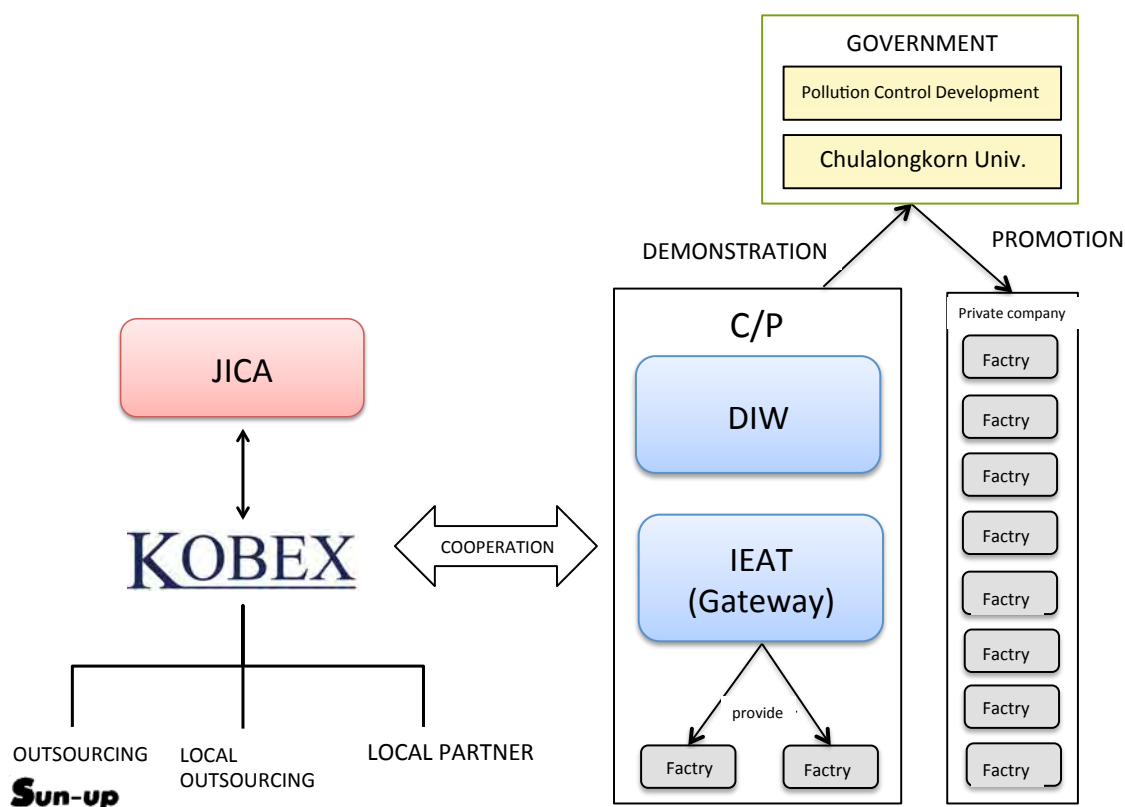 GOVERNMENT
Pollution Control Development
Chulalongkorn Univ.
DEMONSTRATION
PROMOTION
JICA
KOBEX
COOPERATION
OUTSOURCING
Sun-up
LOCAL
OUTSOURCING
LOCAL PARTNER
C/P
DIW
IEAT
(Gateway)
provide
Factry
Factry
Private company
Factry
Factry
Factry
Factry
Factry
Factry
Factry
Factry